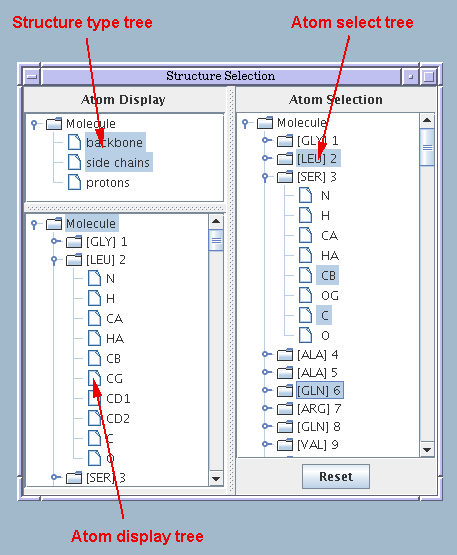 Structure type tree
Atom select tree
Structure Selection
Atom Display
Molecule
backbone
side chains
protons
Molecule
[GLY] 1
[LEU] 2
N
H
CA
HA
CB
CG
CD1
CD2
C
O
[SER] 3
Atom Selection
Molecule
[GLY] 1
[LEU] 2
[SER] 3
N
H
CA
HA
CB
OG
C
O
[ALA] 4
[ALA] 5
[GLN] 6
[ARG] 7
[GLN] 8
[VAL] 9
Reset
Atom display tree